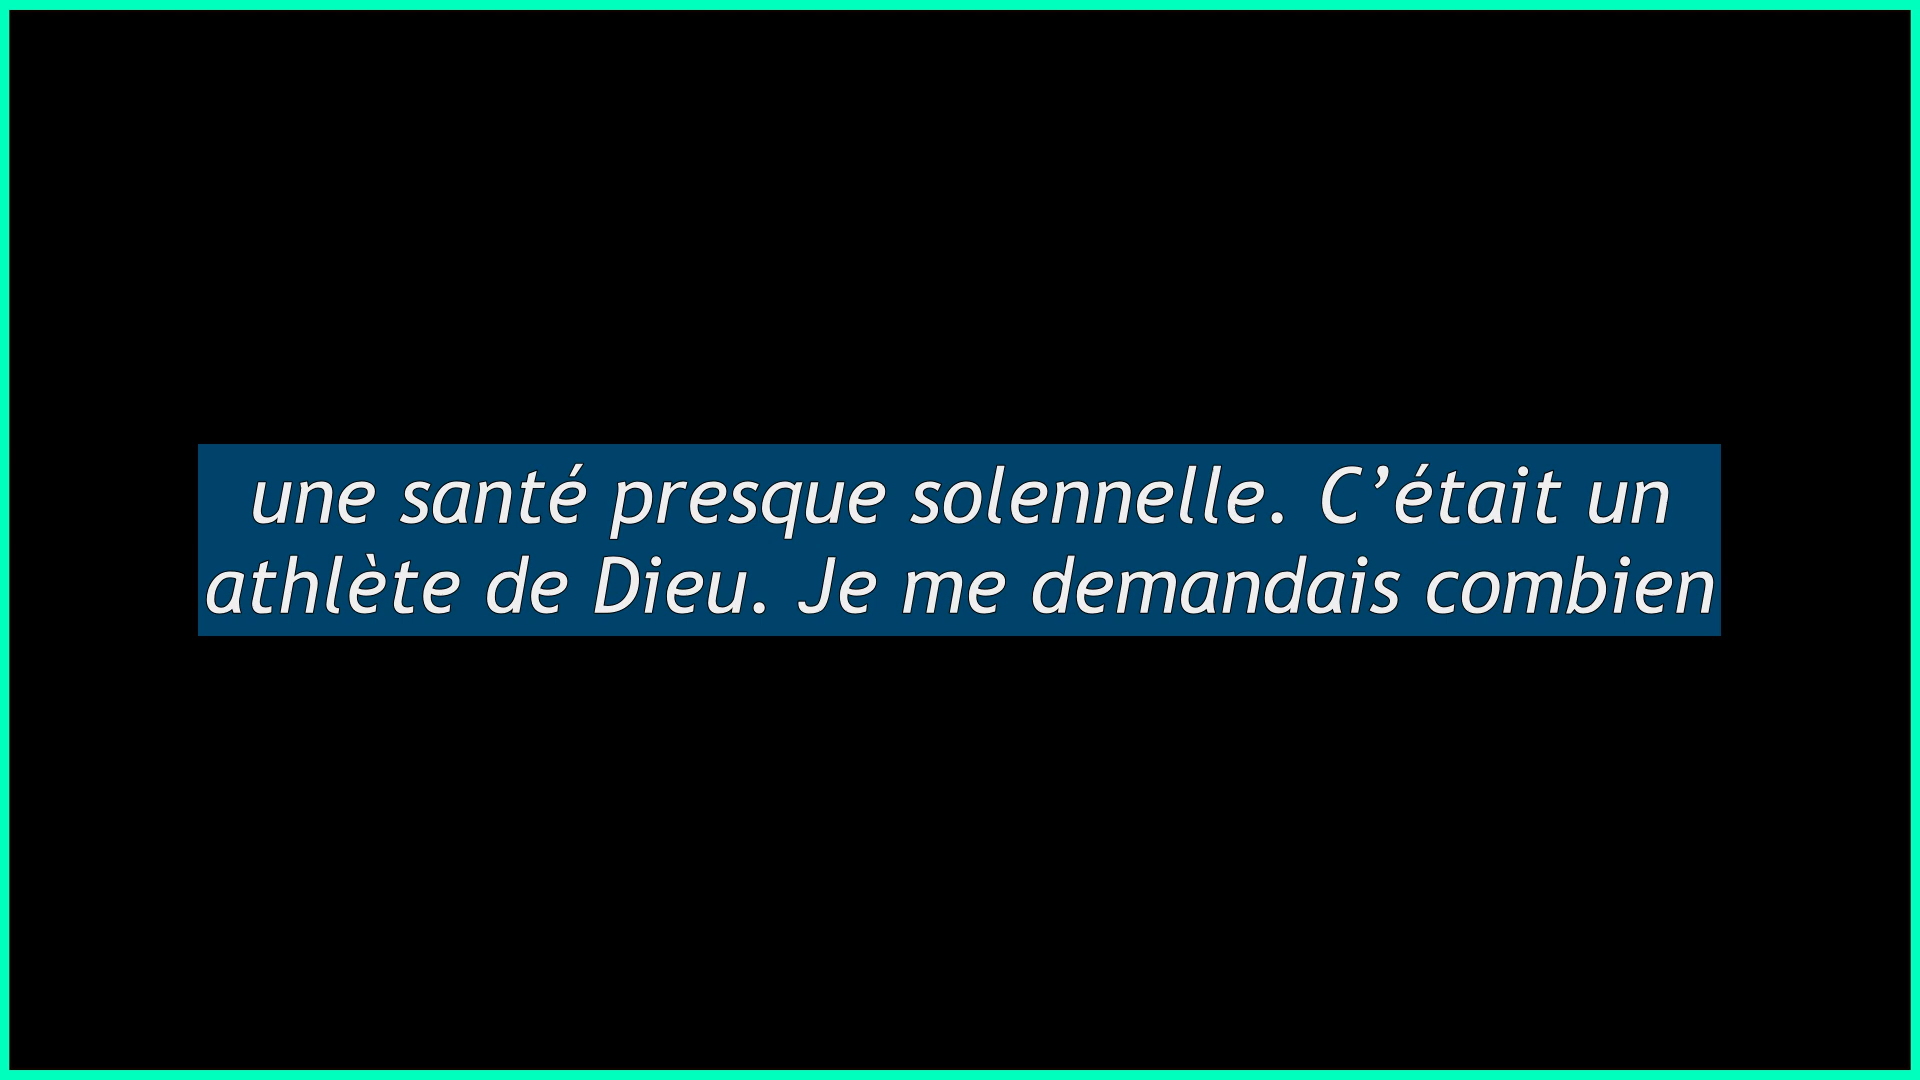 une santé presque solennelle. C’était un
athlète de Dieu. Je me demandais combien